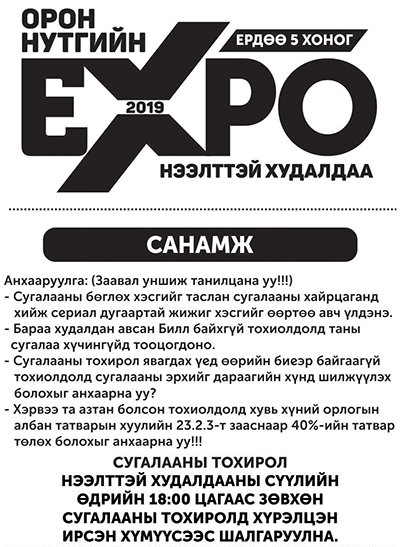 ОРОН
НУТГИЙН
ЕРДӨӨ 5 ХОНОГ
EXPO
2019
НЭЭЛТТЭЙ ХУДАЛДАА
САНАМЖ
Анхааруулга: (Заавал уншиж танилцана уу!!!)
- Сугалааны бөглөх хэсгийг таслан сугалааны хайрцаганд
хийж сериал дугаартай жижиг хэсгийг өөртөө авч үлдэнэ.
- Бараа худалдан авсан Билл байхгүй тохиолдолд таны
сугалаа хүчингүйд тооцогдоно.
- Сугалааны тохирол явагдах үед өөрийн биеэр байгаагүй
тохиолдолд сугалааны эрхийг дараагийн хүнд шилжүүлэх
болохыг анхаарна уу?
- Хэрвээ та азтан болсон тохиолдолд хувь хүний орлогын
албан татварын хуулийн 23.2.3-т зааснаар 40%-ийн татвар
төлөх болохыг анхаарна уу!!!
СУГАЛААНЫ ТОХИРОЛ
НЭЭЛТТЭЙ ХУДАЛДААНЫ СҮҮЛИЙН
ӨДРИЙН 18:00 ЦАГААС ЗӨВХӨН
СУГАЛААНЫ ТОХИРОЛД ХҮРЭЛЦЭН
ИРСЭН ХҮМҮҮСЭЭС ШАЛГАРУУЛНА.